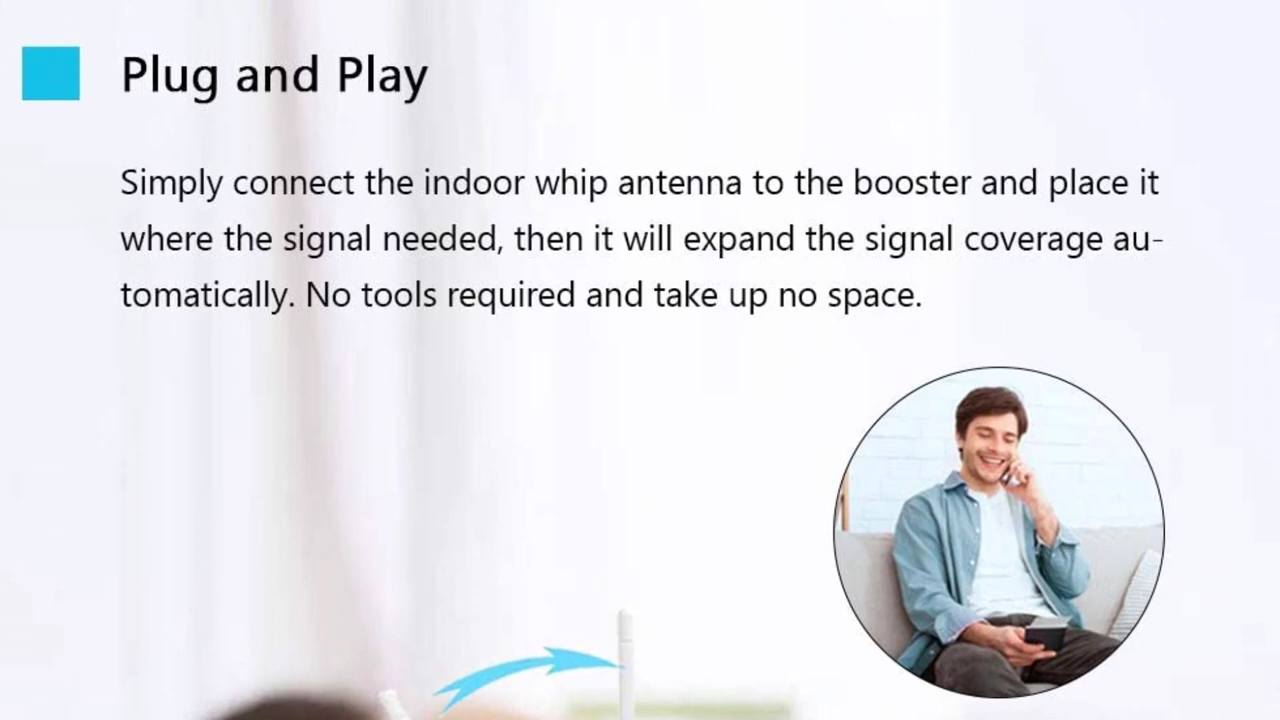 Plug and Play
Simply connect the indoor whip antenna to the booster and place it
where the signal needed, then it will expand the signal coverage au-
tomatically. No tools required and take up no space.